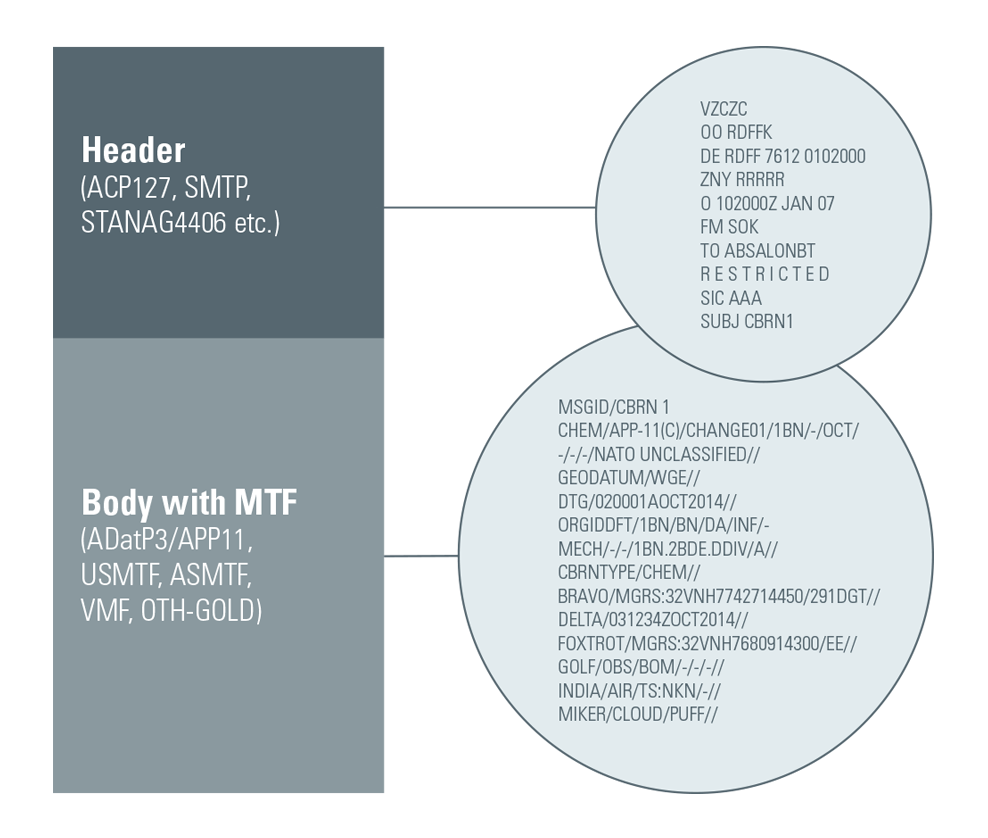 Header
(ACP127, SMTP,
STANAG4406 etc.)
VZCZC
OO RDFFK
DE RDFF 7612 0102000
ZNY RRRRR
O 102000Z JAN 07
FM SOK
TO ABSALONBT
R E S T R I C T E D
SIC AAA
SUBJ CBRN1
Body with MTF
(ADatP3/APP11,
USMTF, ASMTF,
VMF, OTH-GOLD)
MSGID/CBRN 1
CHEM/APP-11(C)/CHANGE01/1BN/-/OCT/
-/-/-/NATO UNCLASSIFIED//
GEODATUM/WGE//
DTG/020001AOCT2014//
ORGIDDFT/1BN/BN/DA/INF/-
MECH/-/-/1BN.2BDE.DDIV/A//
CBRNTYPE/CHEM//
BRAVO/MGRS:32VNH7742714450/291DGT//
DELTA/031234ZOCT2014//
FOXTROT/MGRS:32VNH7680914300/EE//
GOLF/OBS/BOM/-/-/-//
INDIA/AIR/TS:NKN/-//
MIKER/CLOUD/PUFF//